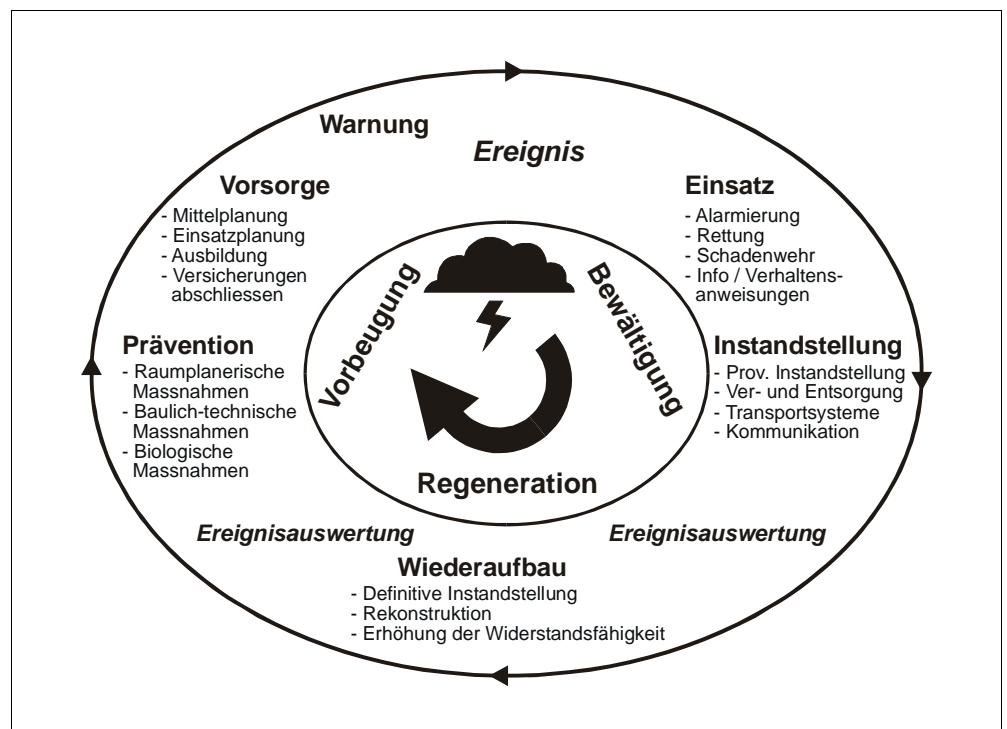 Warnung
Ereignis
Vorsorge
- Mittelplanung
- Einsatzplanung
- Ausbildung
- Versicherungen
abschliessen
Einsatz
- Alarmierung
- Rettung
- Schadenwehr
- Info / Verhaltens-
anweisungen
Vorbeugung
Bewältigung
Prävention
- Raumplanerische
Massnahmen
- Baulich-technische
Massnahmen
- Biologische
Massnahmen
Instandstellung
- Prov. Instandstellung
- Ver- und Entsorgung
- Transportsysteme
- Kommunikation
Regeneration
Ereignisauswertung
Ereignisauswertung
Wiederaufbau
- Definitive Instandstellung
- Rekonstruktion
- Erhöhung der Widerstandsfähigkeit